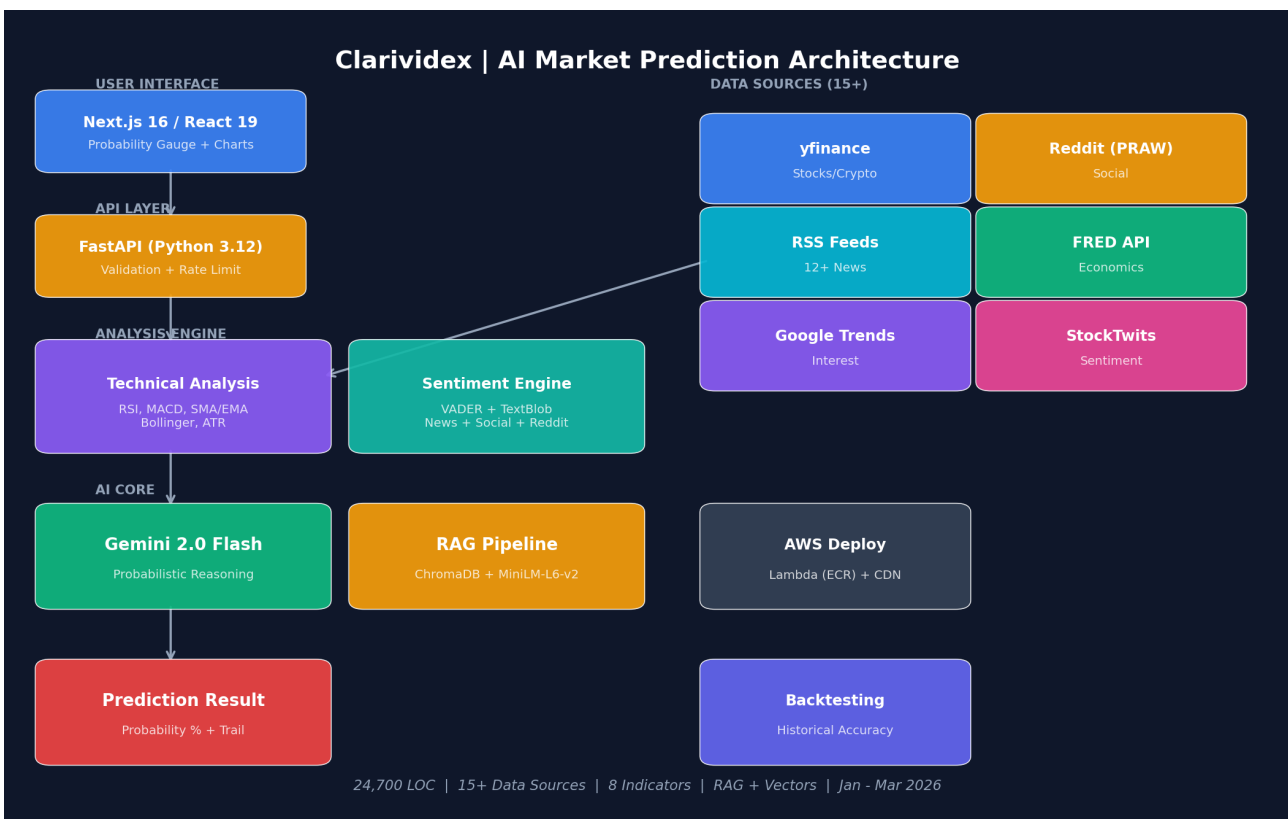 Clarividex | AI Market Prediction Architecture
USER INTERFACE
Next.js 16 / React 19
Probability Gauge + Charts
API LAYER
FastAPI (Python 3.12)
Validation + Rate Limit
ANALYSIS ENGINE
Technical Analysis
RSI, MACD, SMA/EMA
Bollinger, ATR
Sentiment Engine
VADER + TextBlob
News + Social + Reddit
AI CORE
Gemini 2.0 Flash
Probabilistic Reasoning
RAG Pipeline
ChromaDB + MiniLM-L6-v2
Prediction Result
Probability % + Trail
DATA SOURCES (15+)
yfinance
Stocks/Crypto
Reddit (PRAW)
Social
RSS Feeds
12+ News
FRED API
Economics
Google Trends
Interest
StockTwits
Sentiment
AWS Deploy
Lambda (ECR) + CDN
Backtesting
Historical Accuracy
24,700 LOC | 15+ Data Sources | 8 Indicators | RAG + Vectors | Jan - Mar 2026